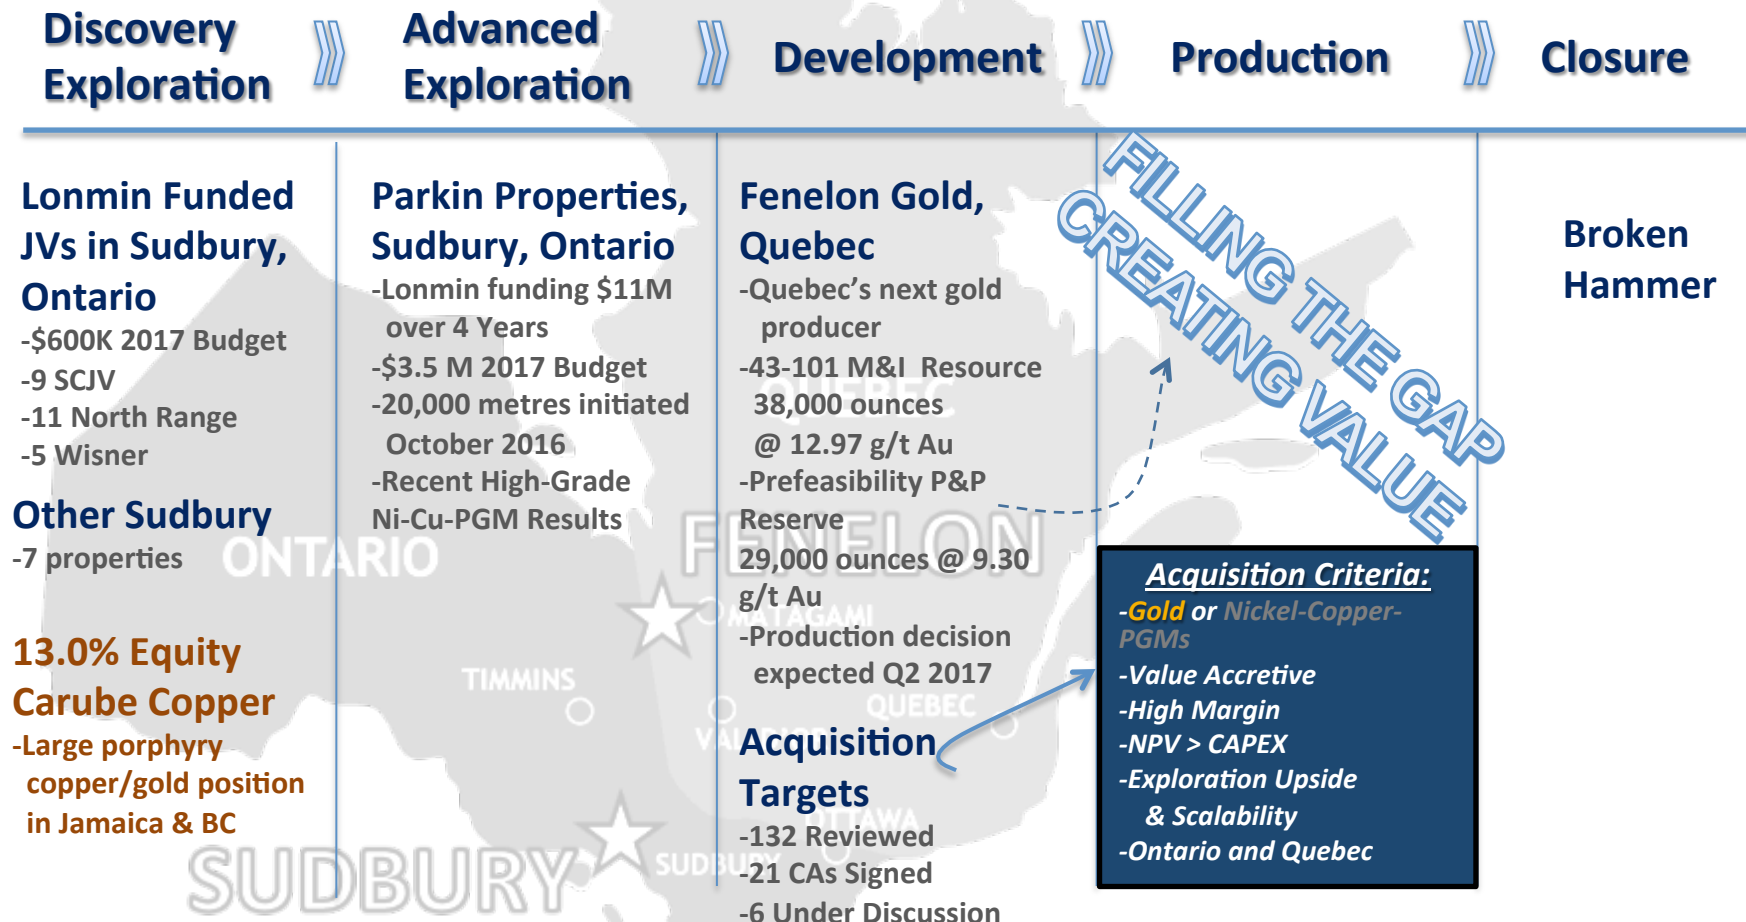 Discovery
Exploration
Advanced
Exploration
Development
Production
Closure
Lonmin Funded
JVs in Sudbury,
Ontario
-$600K 2017 Budget
-9 SCJV
-11 North Range
-5 Wisner
Other Sudbury
-7 properties
13.0% Equity
Carube Copper
-Large porphyry
copper/gold position
in Jamaica & BC
Parkin Properties,
Sudbury, Ontario
-Lonmin funding $11M
over 4 Years
-$3.5 M 2017 Budget
-20,000 metres initiated
October 2016
-Recent High-Grade
Ni-Cu-PGM Results
Fenelon Gold,
Quebec
-Quebec’s next gold
producer
-43-101 M&I Resource
38,000 ounces
@ 12.97 g/t Au
-Prefeasibility P&P
Reserve
29,000 ounces @ 9.30
g/t Au
-Production decision
expected Q2 2017
Acquisition
Targets
-132 Reviewed
-21 CAs Signed
-6 Under Discussion
FILLING THE GAP
CREATING VALUE
Acquisition Criteria:
-Gold or Nickel-Copper-
PGMs
-Value Accretive
-High Margin
-NPV > CAPEX
-Exploration Upside
& Scalability
-Ontario and Quebec
Broken
Hammer
QUEBEC
ONTARIO
FENELON
MATAGAMI
TIMMINS
QUEBEC
OTTAWA
SUDBURY
SUDBURY